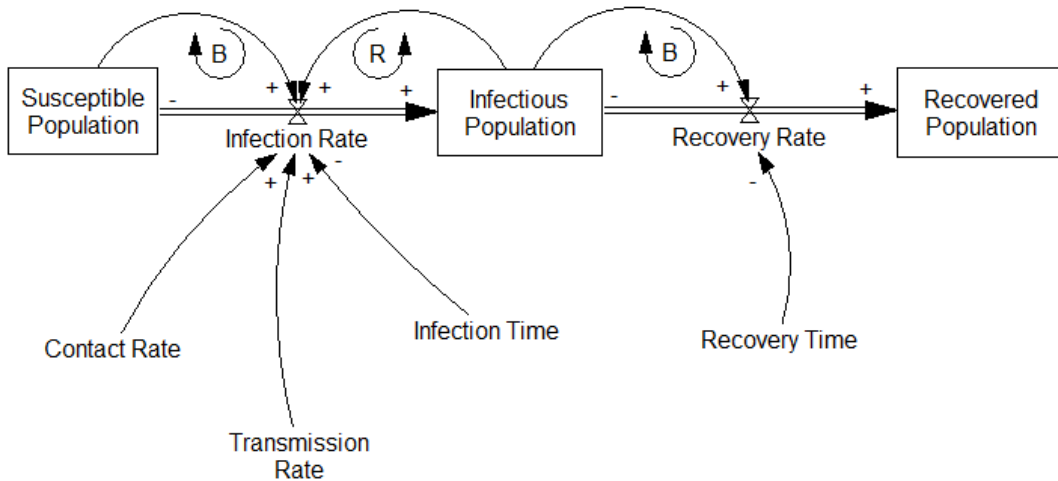 B
R
B
Susceptible
Population
-
+
+
+
Infectious
Population
-
+
+
Recovered
Population
Infection Rate
Recovery Rate
+
+
-
-
Contact Rate
Infection Time
Recovery Time
Transmission
Rate